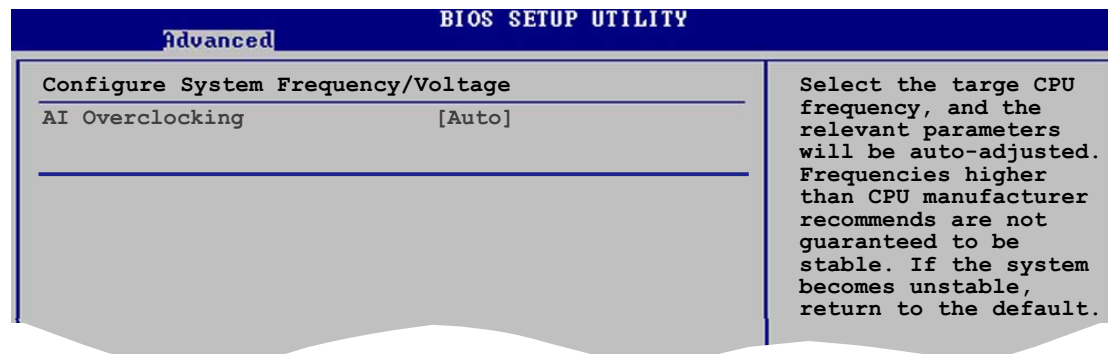 BIOS SETUP UTILITY
Advanced
Configure System Frequency/Voltage
AI Overclocking [Auto]
Select the targe CPU
frequency, and the
relevant parameters
will be auto-adjusted.
Frequencies higher
than CPU manufacturer
recommends are not
guaranteed to be
stable. If the system
becomes unstable,
return to the default.